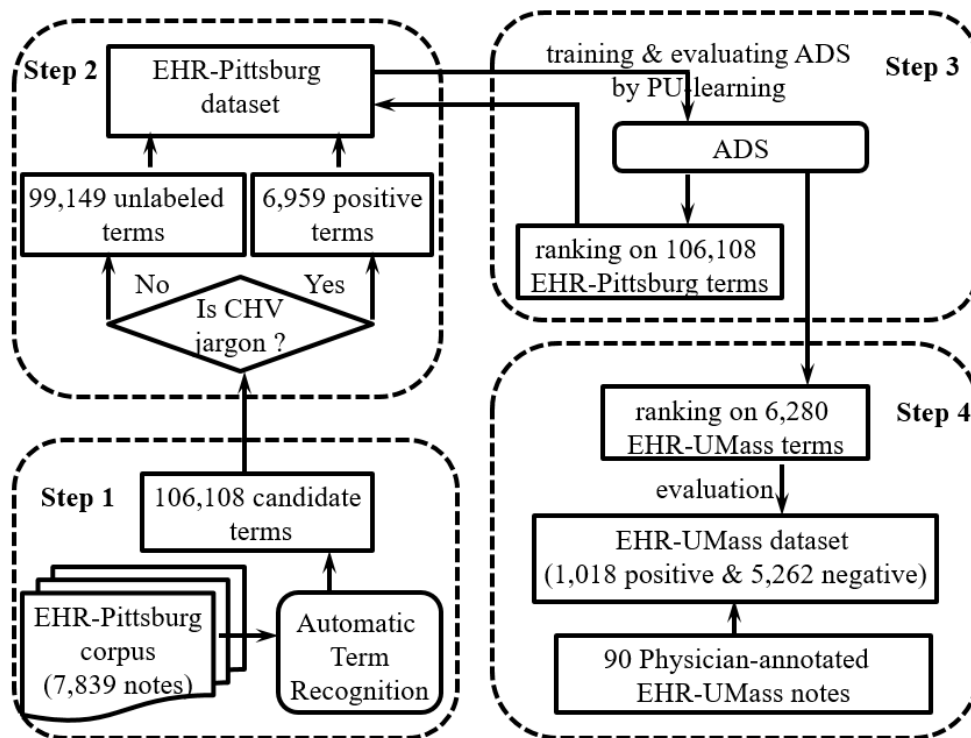 Step 2
EHR-Pittsburg
dataset
99,149 unlabeled
terms
6,959 positive
terms
No
Yes
Is CHV
jargon ?
Step 1
106,108 candidate
terms
EHR-Pittsburg
corpus
(7,839 notes)
Automatic
Term
Recognition
Step 3
training & evaluating ADS
by PU-learning
ADS
ranking on 106,108
EHR-Pittsburg terms
Step 4
ranking on 6,280
EHR-UMass terms
evaluation
EHR-UMass dataset
(1,018 positive & 5,262 negative)
90 Physician-annotated
EHR-UMass notes